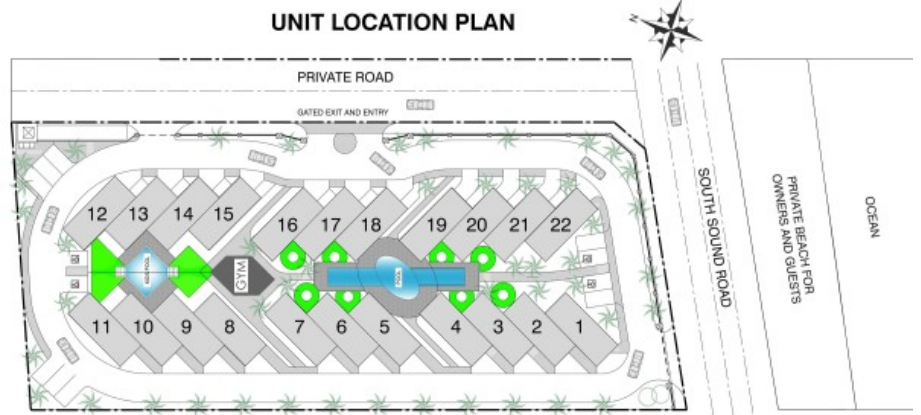 UNIT LOCATION PLAN
N
PRIVATE ROAD
GATED EXIT AND ENTRY
12
13
14
15
16
17
18
19
20
21
22
KIDS POOL
GYM
POOL
11
10
9
8
7
6
5
4
3
2
1
SOUTH SOUND ROAD
PRIVATE BEACH FOR
OWNERS AND GUESTS
OCEAN